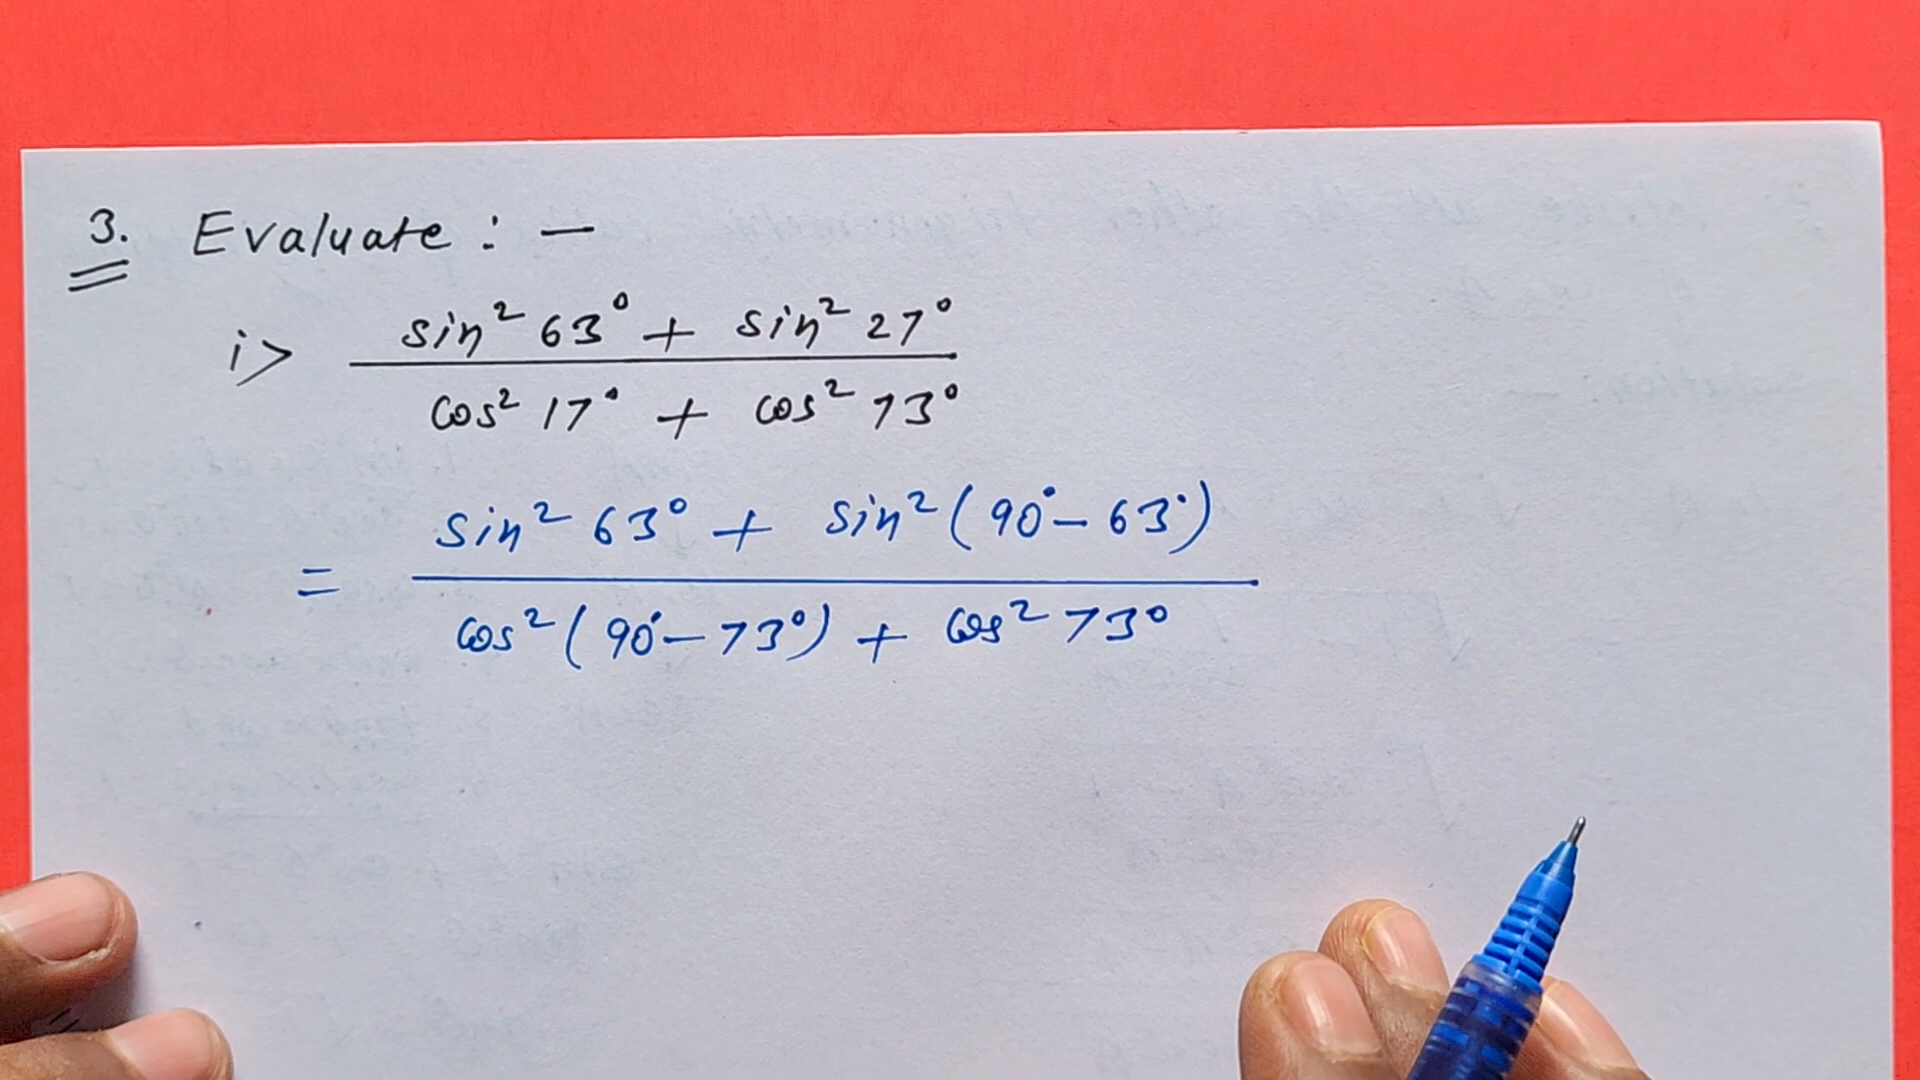 3. Evaluate : –
i> sin² 63° + sin² 27°
cos² 17° + cos² 73°
= sin² 63° + sin² (90° – 63°)
cos² (90° – 73°) + cos² 73°